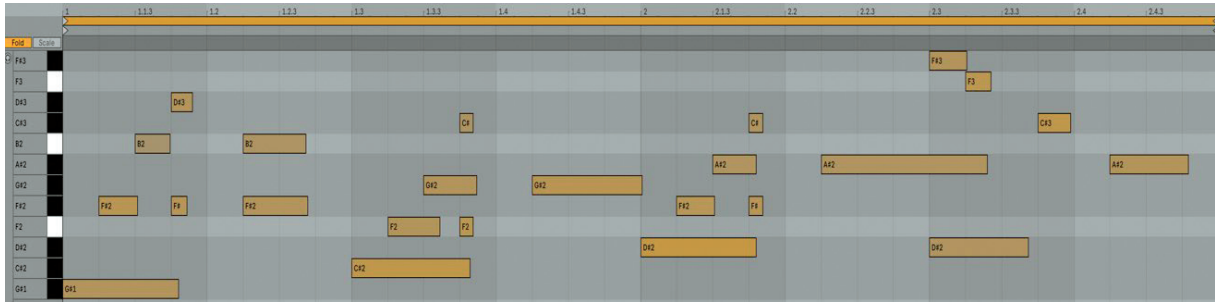 1 1.1.3 1.2 1.2.3 1.3 1.3.3 1.4 1.4.3 2 2.1.3 2.2 2.2.3 2.3 2.3.3 2.4 2.4.3
Fold Scale
F#3 F#3
F3 F3
D#3 D#3
C#3 C# C# C#3
B2 B2 B2
A#2 A#2 A#2 A#2
G#2 G#2 G#2
F#2 F#2 F# F#2 F#2 F#
F2 F2 F2
D#2 D#2 D#2
C#2 C#2
G#1 G#1